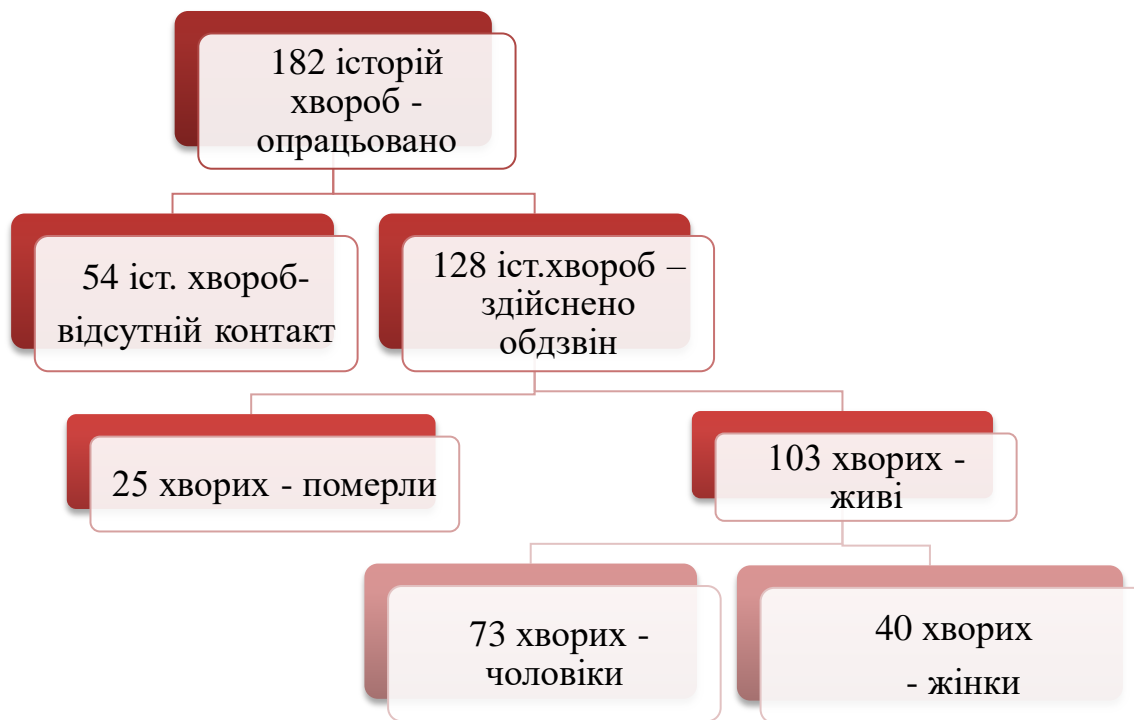 182 історій
хвороб -
опрацьовано
54 іст. хвороб-
відсутній контакт
128 іст.хвороб –
здійснено
обдзвін
25 хворих - померли
103 хворих -
живі
73 хворих -
чоловіки
40 хворих
- жінки